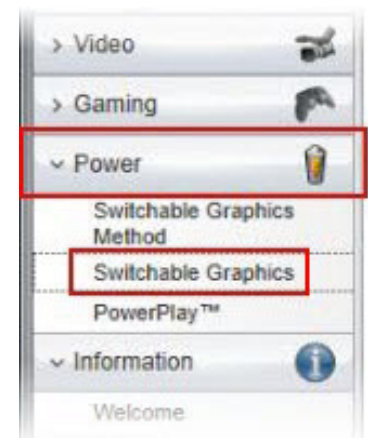 > Video
> Gaming
Power
Switchable Graphics
Method
Switchable Graphics
PowerPlay™
Information
Welcome